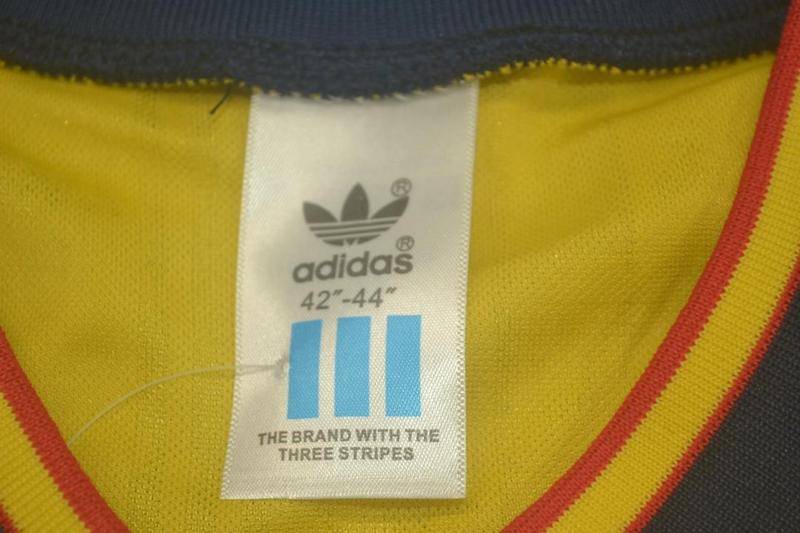 ®
adidas®
42"-44"
THE BRAND WITH THE
THREE STRIPES